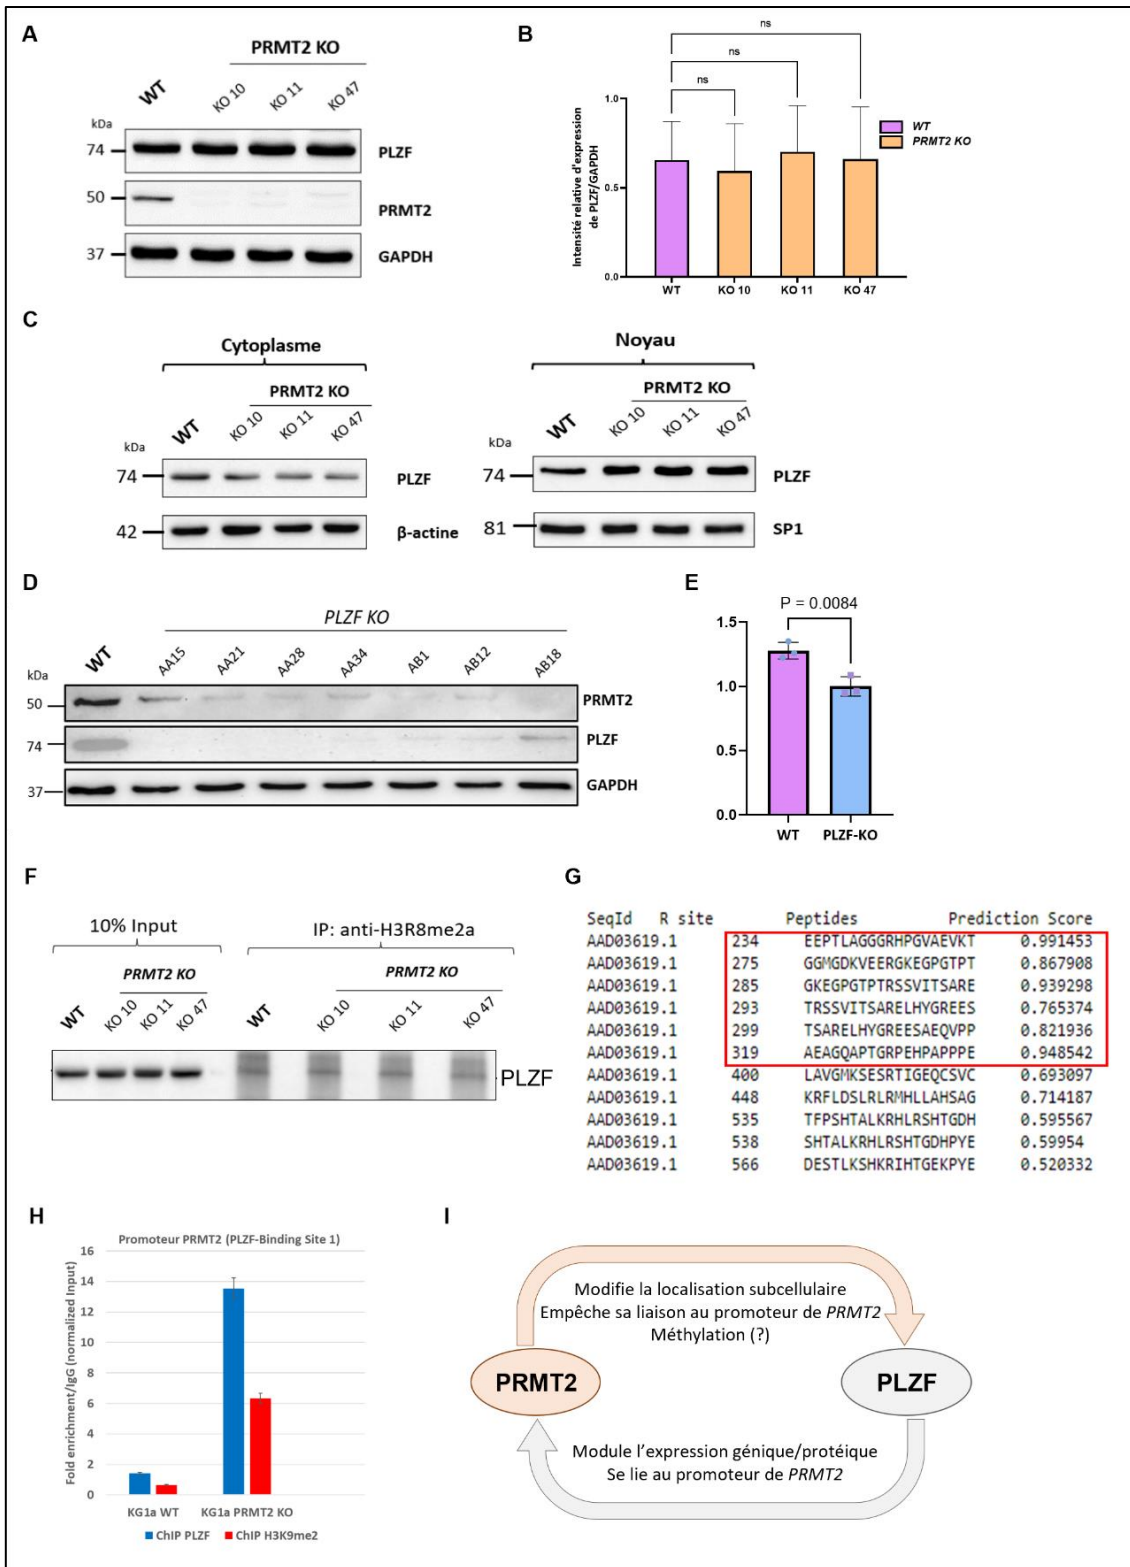 A
PRMT2 KO
WT
KO 10
KO 11
KO 47
kDa
74
PLZF
50
PRMT2
37
GAPDH
B
ns
ns
ns
1.0
0.5
0.0
Intensité relative d'expression
de PLZF/GAPDH
WT
PRMT2 KO
WT
KO 10
KO 11
KO 47
C
Cytoplasme
PRMT2 KO
WT
KO 10
KO 11
KO 47
kDa
74
PLZF
42
β-actine
Noyau
PRMT2 KO
WT
KO 10
KO 11
KO 47
kDa
74
PLZF
81
SP1
D
PLZF KO
WT
AA15
AA21
AA28
AA34
AB1
AB12
AB18
kDa
50
PRMT2
74
PLZF
37
GAPDH
E
P = 0.0084
1.5
1.0
0.5
0.0
WT
PLZF-KO
F
10% Input
PRMT2 KO
WT
KO 10
KO 11
KO 47
IP: anti-H3R8me2a
PRMT2 KO
WT
KO 10
KO 11
KO 47
PLZF
G
SeqId R site Peptides Prediction Score
AAD03619.1 234 EEPTLAGGGRHPGVAEVKT 0.991453
AAD03619.1 275 GGMGDKVEERGKEGPGTPT 0.867908
AAD03619.1 285 GKEGPGTPTRSSVITSARE 0.939298
AAD03619.1 293 TRSSVITSARELHYGREES 0.765374
AAD03619.1 299 TSARELHYGREESAEQVPP 0.821936
AAD03619.1 319 AEAGQAPTGRPEHPAPPPE 0.948542
AAD03619.1 400 LAVGMKSESRTIGEQCSVC 0.693097
AAD03619.1 448 KRFLDSLRLRMHLLAHSAG 0.714187
AAD03619.1 535 TFPSHTALKRHLRSHTGDH 0.595567
AAD03619.1 538 SHTALKRHLRSHTGDHPYE 0.59954
AAD03619.1 566 DESTLKSHKRIHTGEKPYE 0.520332
H
Promoteur PRMT2 (PLZF-Binding Site 1)
16
14
12
10
8
6
4
2
0
Fold enrichment/IgG (normalized Input)
KG1a WT
KG1a PRMT2 KO
ChIP PLZF
ChIP H3K9me2
I
Modifie la localisation subcellulaire
Empêche sa liaison au promoteur de PRMT2
Méthylation (?)
PRMT2
PLZF
Module l'expression génique/protéique
Se lie au promoteur de PRMT2